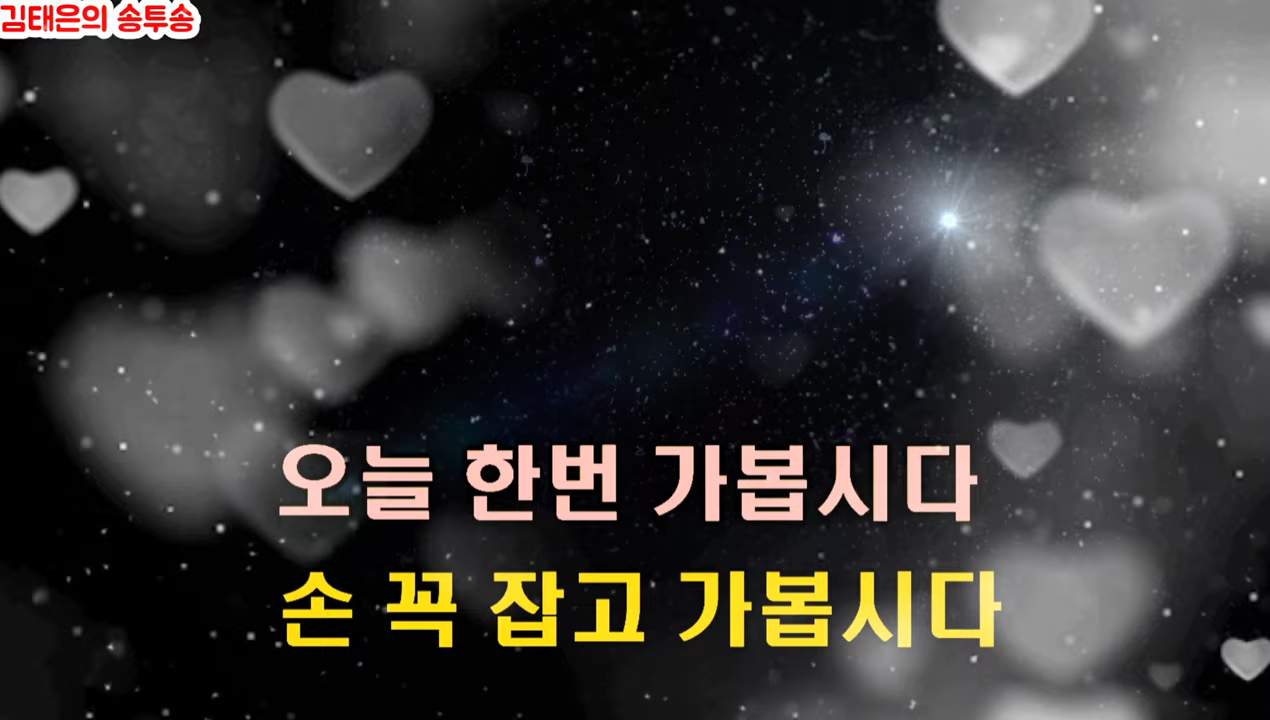 김태은의 송투송
오늘 한번 가봅시다
손 꼭 잡고 가봅시다